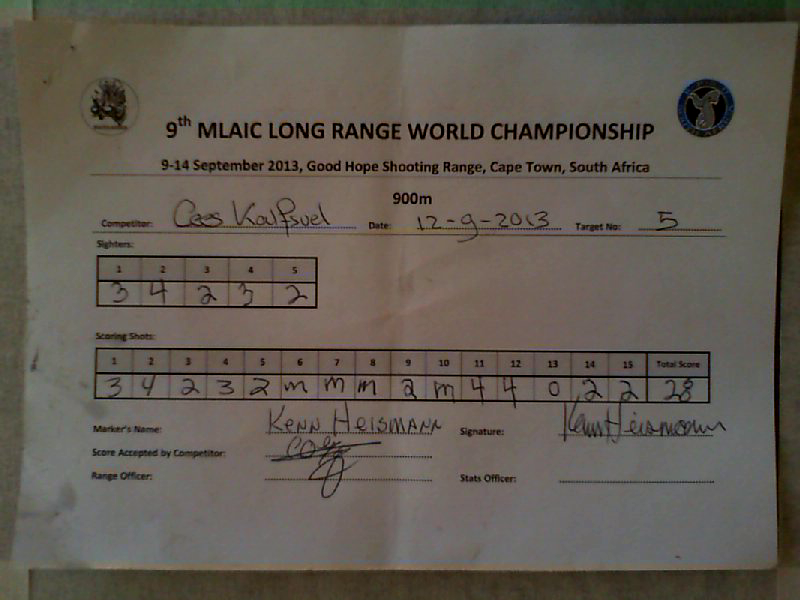 9th MLAIC LONG RANGE WORLD CHAMPIONSHIP
9-14 September 2013, Good Hope Shooting Range, Cape Town, South Africa
900m
Competitor: Cees Date: 12-9-2013 Target No: 5
Sighters:
1 2 3 4 5
3 4 2 3 2
Scoring Shots:
1 2 3 4 5 6 7 8 9 10 11 12 13 14 15 Total Score
3 4 2 3 2 m m m 2 m 4 4 0 2 2 28
Marker's Name: KENN HEISMANN Signature: Kenn Heismann
Score Accepted by Competitor:
Range Officer: Stats Officer: